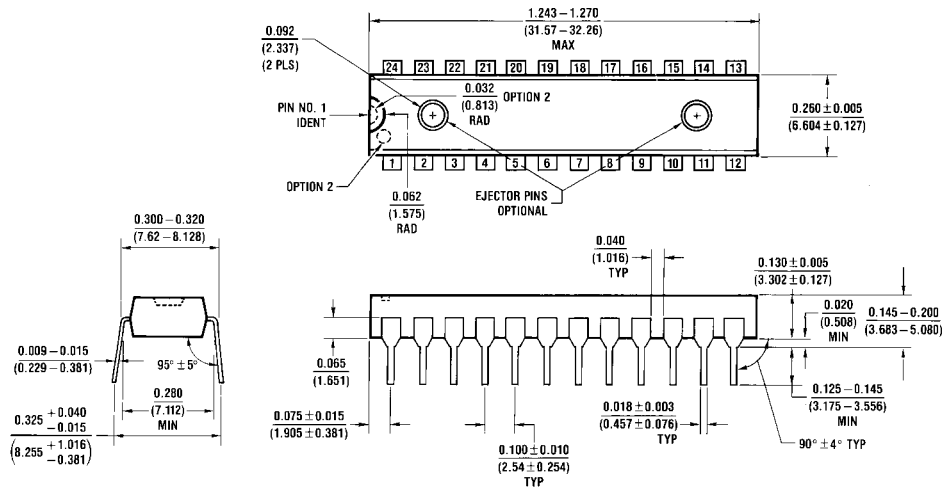 1.243 – 1.270
(31.57 – 32.26)
MAX
0.092
(2.337)
(2 PLS)
24 23 22 21 20 19 18 17 16 15 14 13
0.032
(0.813)
RAD
OPTION 2
PIN NO. 1
IDENT
0.260 ± 0.005
(6.604 ± 0.127)
1 2 3 4 5 6 7 8 9 10 11 12
OPTION 2
0.062
(1.575)
RAD
EJECTOR PINS
OPTIONAL
0.300 – 0.320
(7.62 – 8.128)
0.040
(1.016)
TYP
0.130 ± 0.005
(3.302 ± 0.127)
0.020
(0.508)
MIN
0.145 – 0.200
(3.683 – 5.080)
0.009 – 0.015
(0.229 – 0.381)
95° ± 5°
0.065
(1.651)
0.280
(7.112)
MIN
0.125 – 0.145
(3.175 – 3.556)
MIN
0.075 ± 0.015
(1.905 ± 0.381)
0.018 ± 0.003
(0.457 ± 0.076)
TYP
0.325 + 0.040
– 0.015
(8.255 + 1.016
– 0.381)
0.100 ± 0.010
(2.54 ± 0.254)
TYP
90° ± 4° TYP